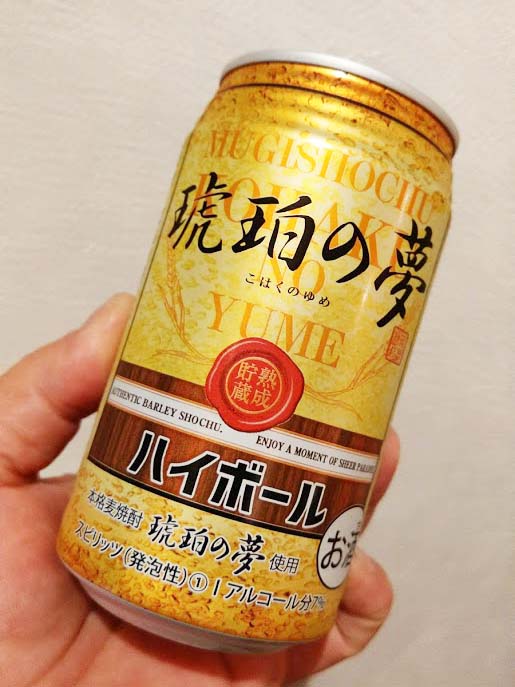 MUGISHOCHU
KOHAKU
NO
YUME
琥珀の夢
こはくのゆめ
熟成
貯蔵
AUTHENTIC BARLEY SHOCHU.
ENJOY A MOMENT OF SHEER
ハイボール
本格麦焼酎 琥珀の夢 使用
スピリッツ(発泡性)① アルコール分7%
お酒